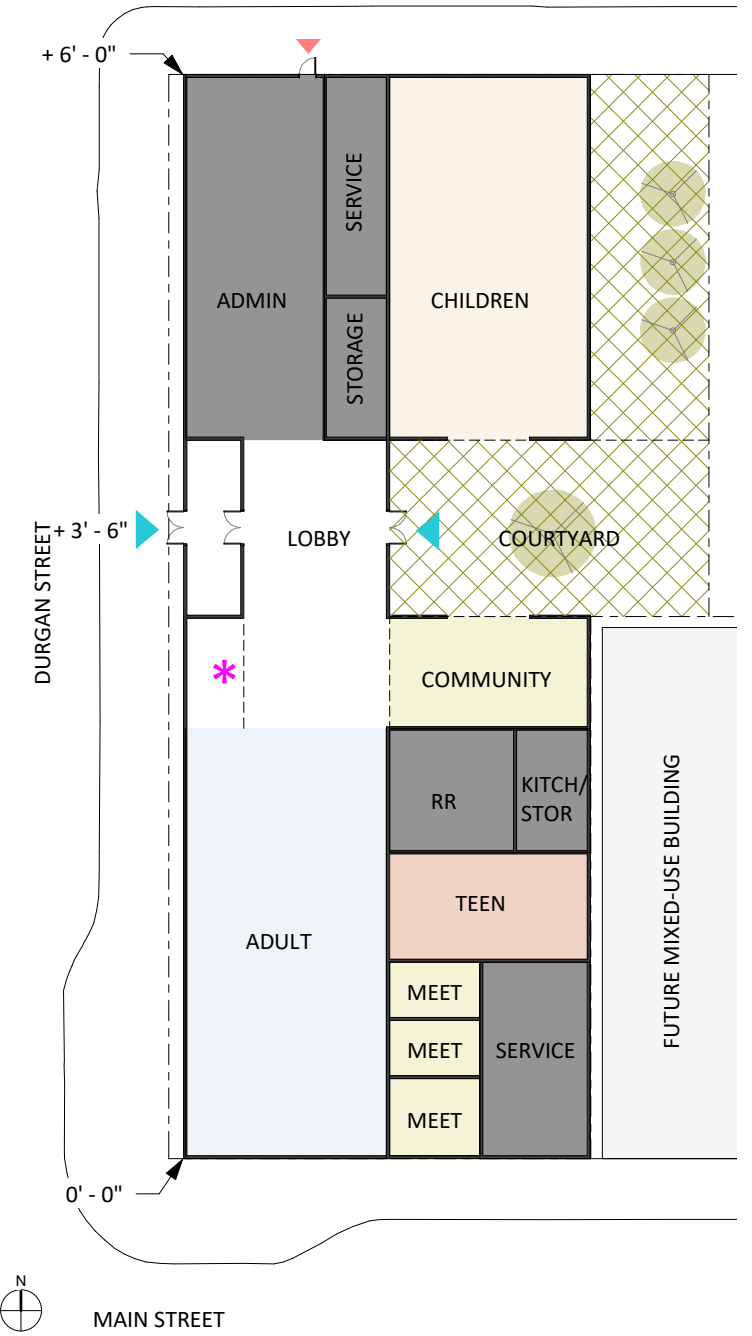 + 6' - 0"
SERVICE
ADMIN
CHILDREN
STORAGE
DURGAN STREET
+ 3' - 6"
LOBBY
COURTYARD
*
COMMUNITY
RR
KITCH/
STOR
FUTURE MIXED-USE BUILDING
TEEN
ADULT
MEET
MEET
SERVICE
MEET
0' - 0"
N
MAIN STREET